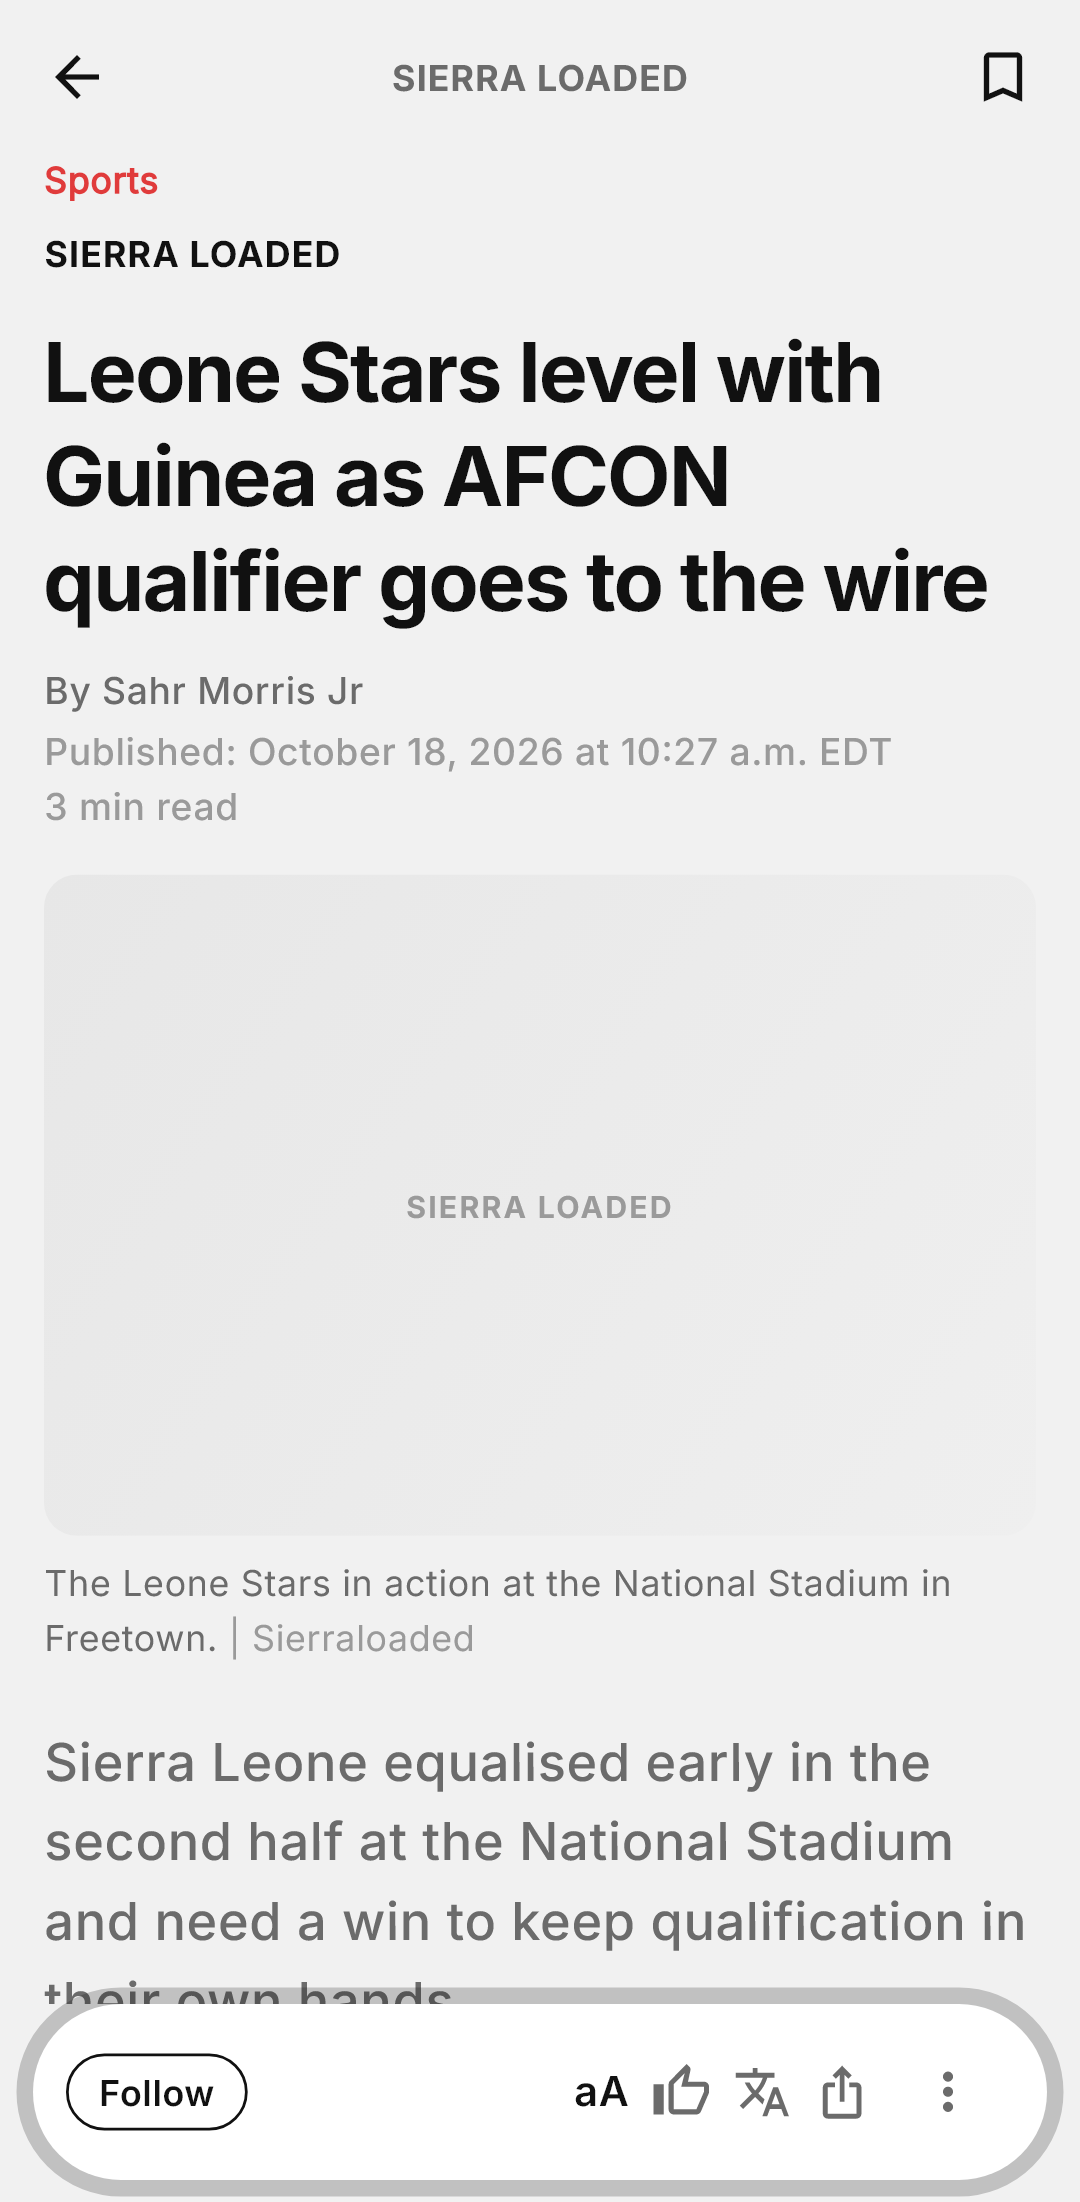 SIERRA LOADED
Sports
SIERRA LOADED
Leone Stars level with
Guinea as AFCON
qualifier goes to the wire
By Sahr Morris Jr
Published: October 18, 2026 at 10:27 a.m. EDT
3 min read
SIERRA LOADED
The Leone Stars in action at the National Stadium in
Freetown. | Sierraloaded
Sierra Leone equalised early in the
second half at the National Stadium
and need a win to keep qualification in
their own hands
Follow
aA